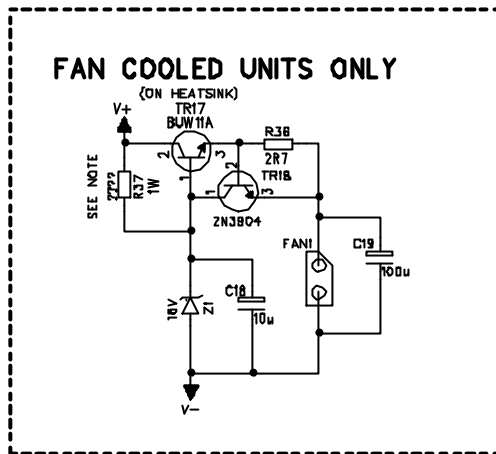 FAN COOLED UNITS ONLY
(ON HEATSINK)
TR17
BUW11A
V+
2
3
1
R36
2R7
2
TR18
1
3
2N3904
SEE NOTE
????
R37
1W
FAN1
C19
100u
C18
10u
18V
Z1
V-